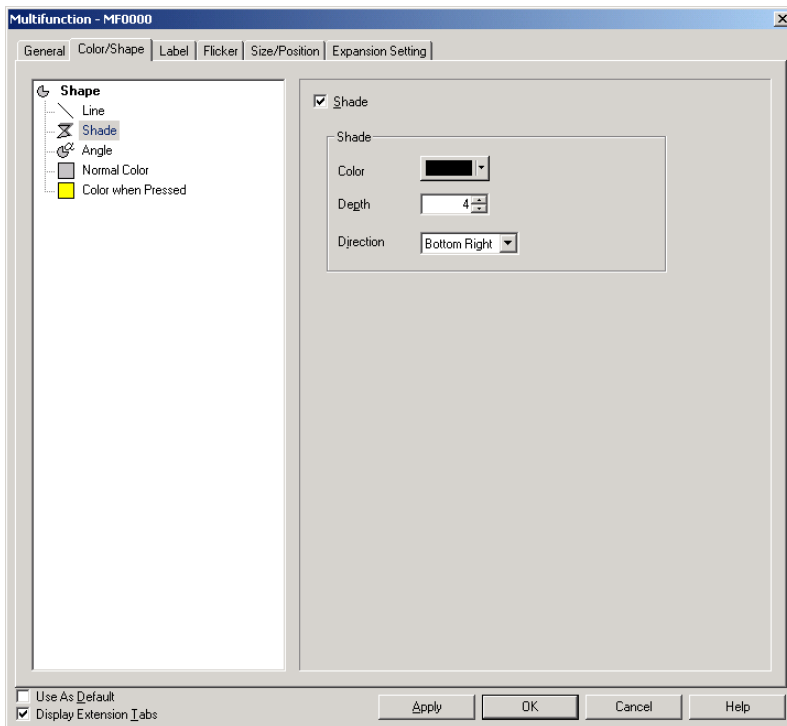 Multifunction - MF0000
General Color/Shape Label Flicker Size/Position Expansion Setting
Shape
Line
Shade
Angle
Normal Color
Color when Pressed
Shade
Shade
Color
Depth 4
Direction Bottom Right
Use As Default
Display Extension Tabs
Apply OK Cancel Help